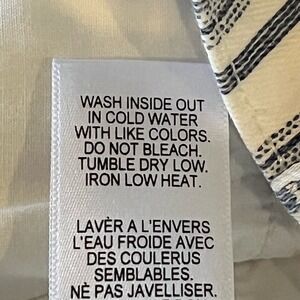 WASH INSIDE OUT
IN COLD WATER
WITH LIKE COLORS.
DO NOT BLEACH.
TUMBLE DRY LOW.
IRON LOW HEAT.
LAVÈR A L'ENVERS
L'EAU FROIDE AVEC
DES COULERUS
SEMBLABLES.
NÈ PAS JAVELLISER.